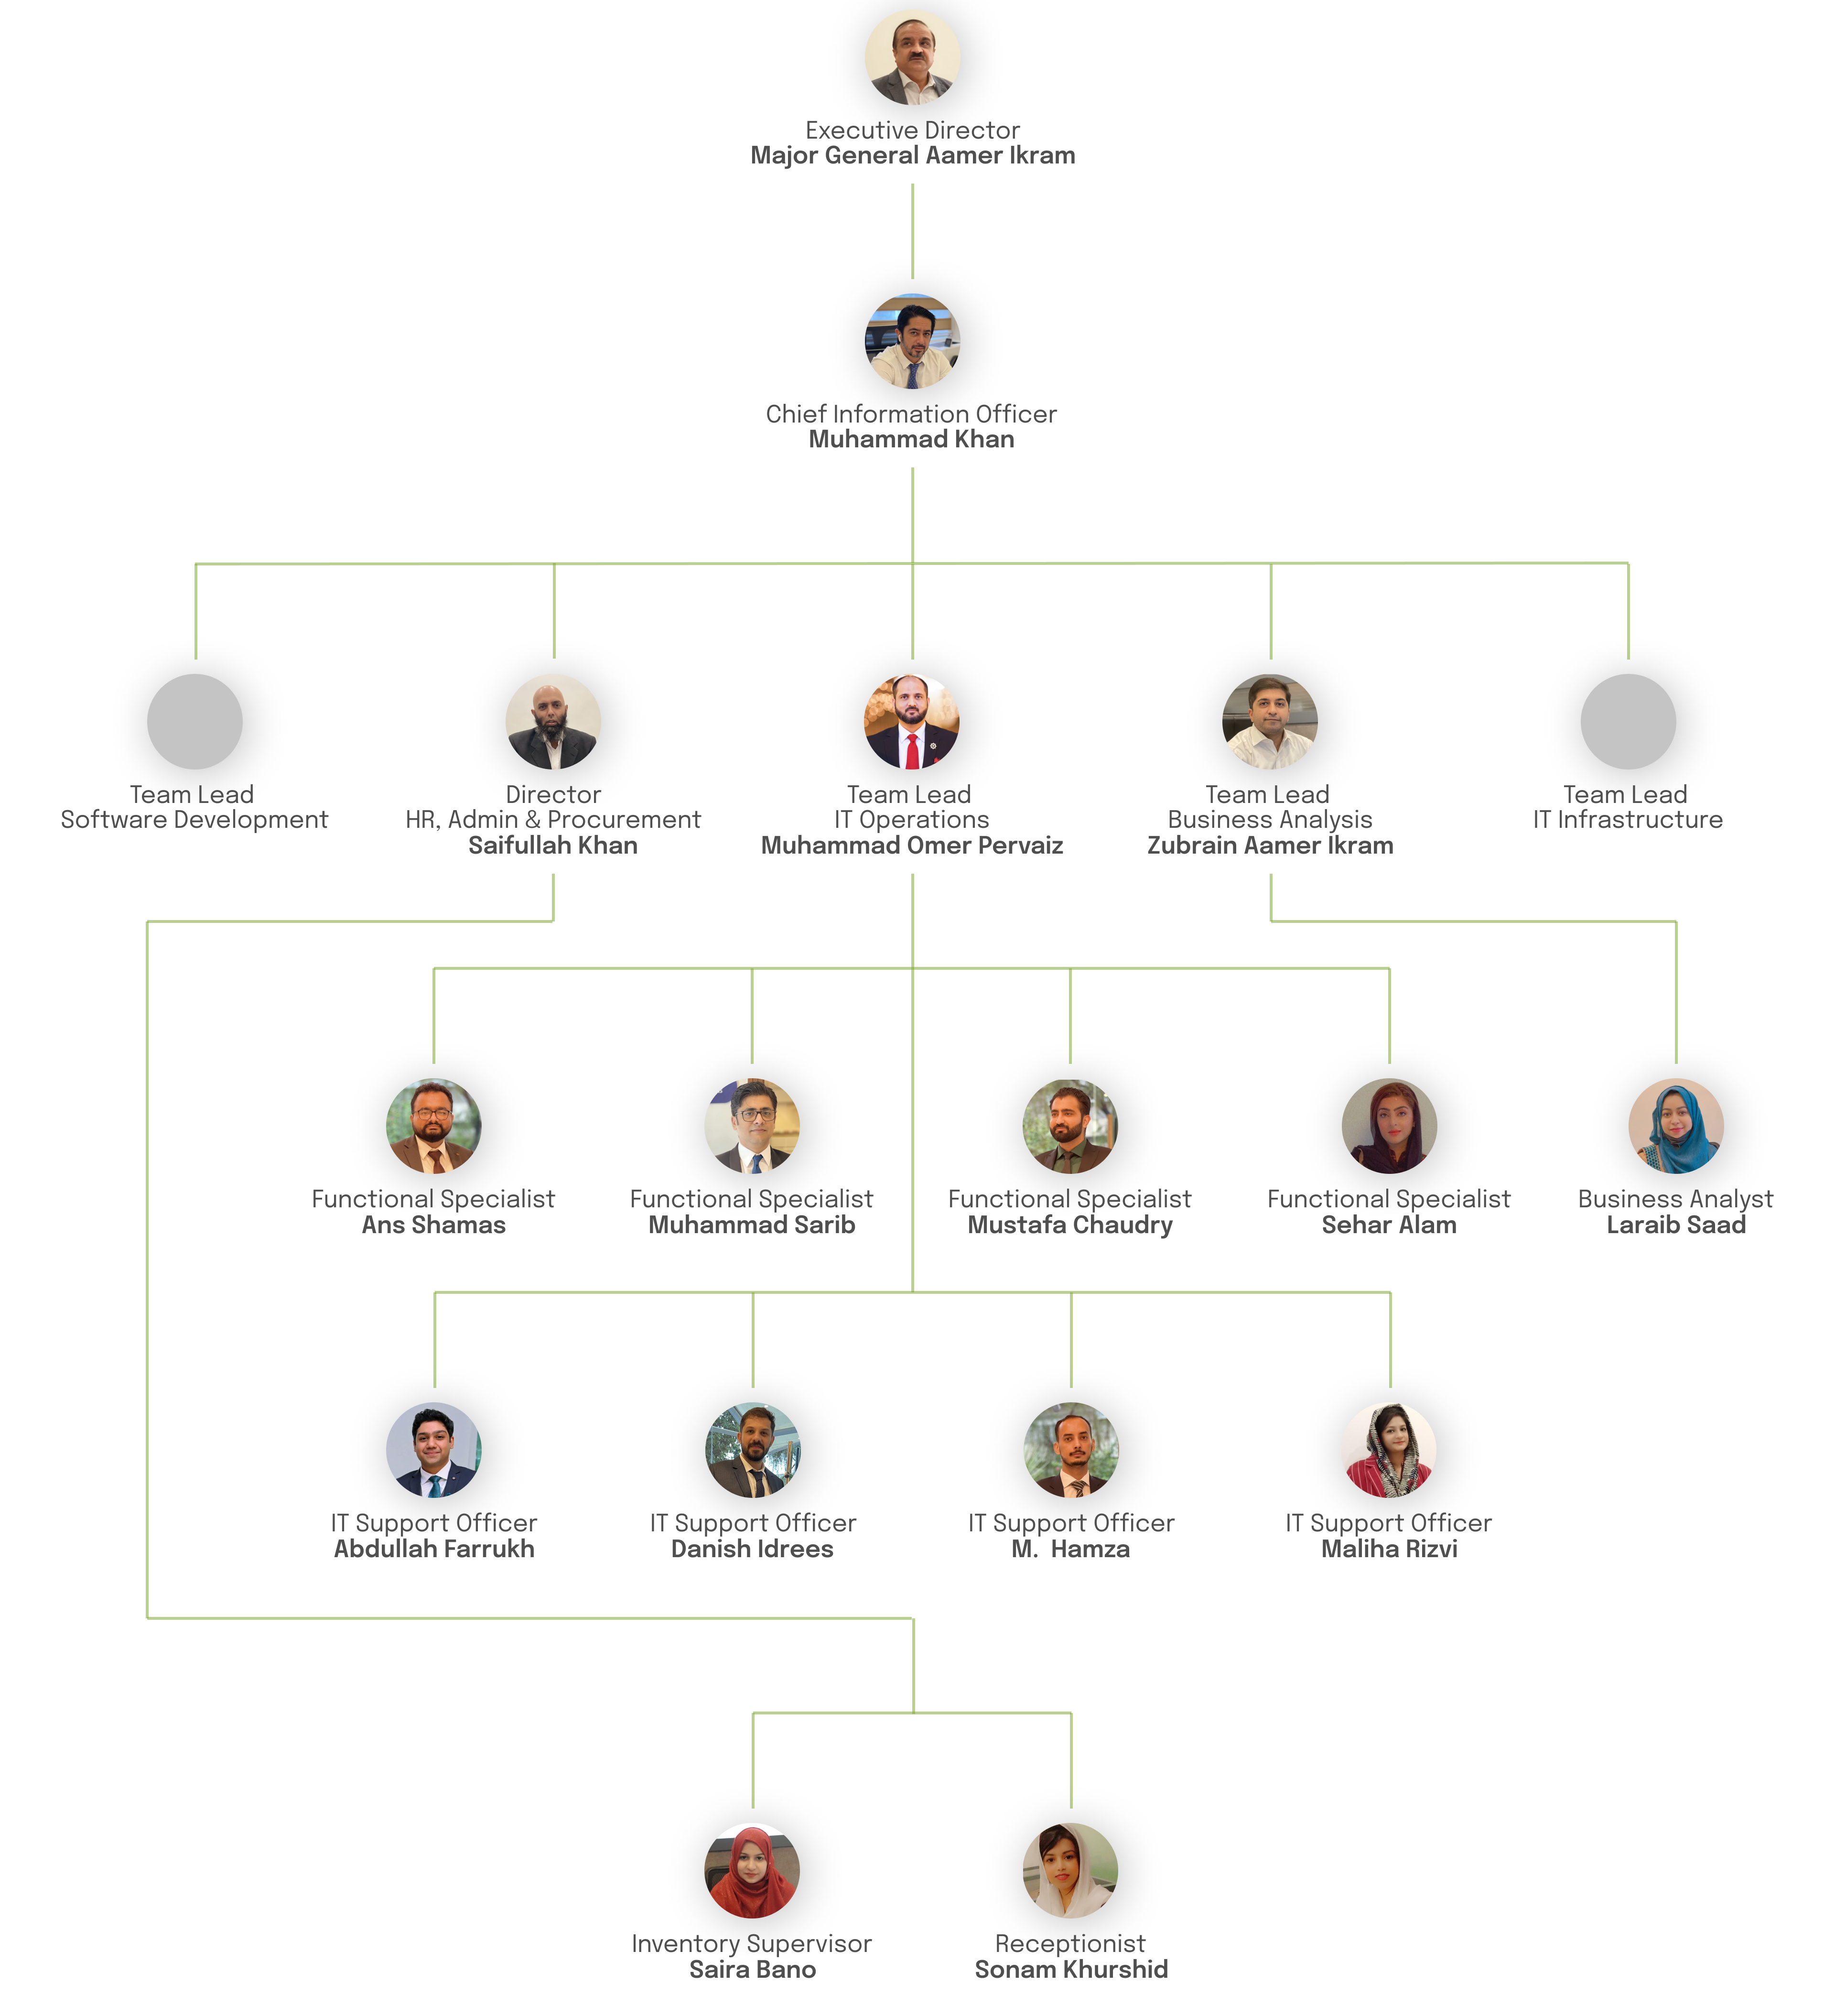 Executive Director
Major General Aamer Ikram
Chief Information Officer
Muhammad Khan
Team Lead
Software Development
Director
HR, Admin & Procurement
Saifullah Khan
Team Lead
IT Operations
Muhammad Omer Pervaiz
Team Lead
Business Analysis
Zubrain Aamer Ikram
Team Lead
IT Infrastructure
Functional Specialist
Ans Shamas
Functional Specialist
Muhammad Sarib
Functional Specialist
Mustafa Chaudry
Functional Specialist
Sehar Alam
Business Analyst
Laraib Saad
IT Support Officer
Abdullah Farrukh
IT Support Officer
Danish Idrees
IT Support Officer
M.  Hamza
IT Support Officer
Maliha Rizvi
Inventory Supervisor
Saira Bano
Receptionist
Sonam Khurshid